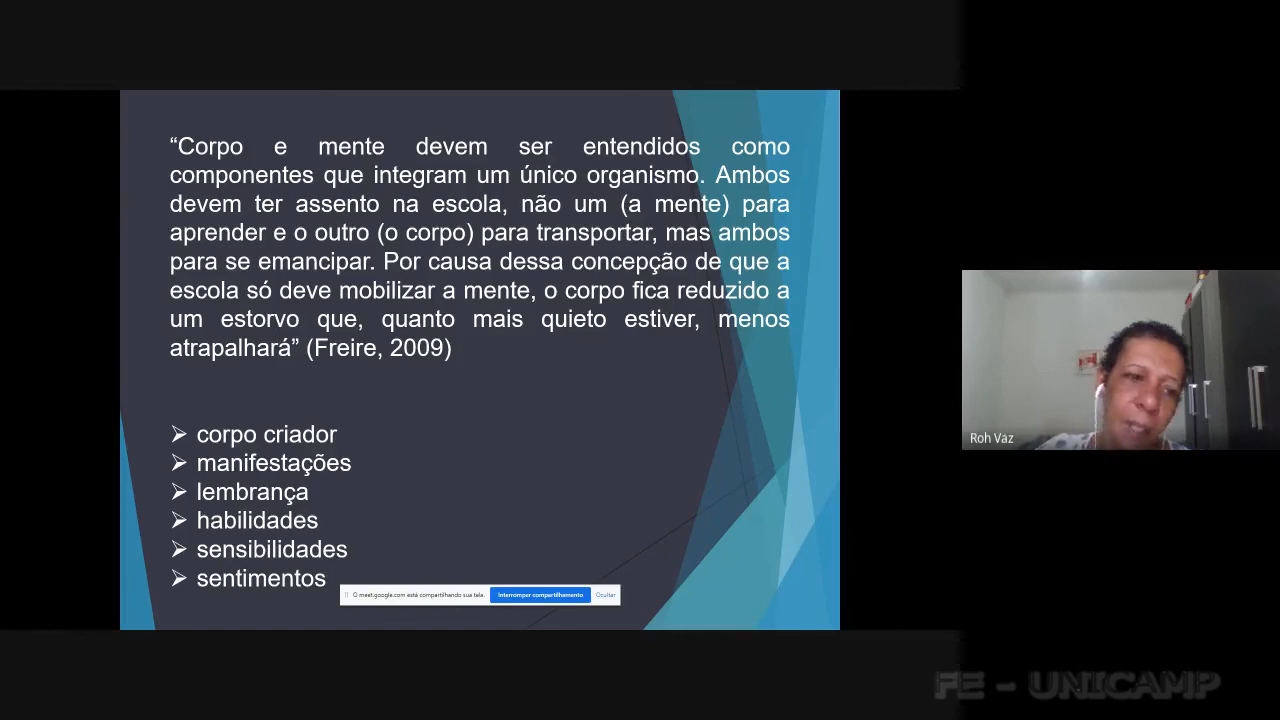 “Corpo e mente devem ser entendidos como
componentes que integram um único organismo. Ambos
devem ter assento na escola, não um (a mente) para
aprender e o outro (o corpo) para transportar, mas ambos
para se emancipar. Por causa dessa concepção de que a
escola só deve mobilizar a mente, o corpo fica reduzido a
um estorvo que, quanto mais quieto estiver, menos
atrapalhará” (Freire, 2009)
➢ corpo criador
➢ manifestações
➢ lembrança
➢ habilidades
➢ sensibilidades
➢ sentimentos
O meet.google.com está compartilhando sua tela. Interromper compartilhamento Ocultar
Roh Vaz
FE - UNICAMP